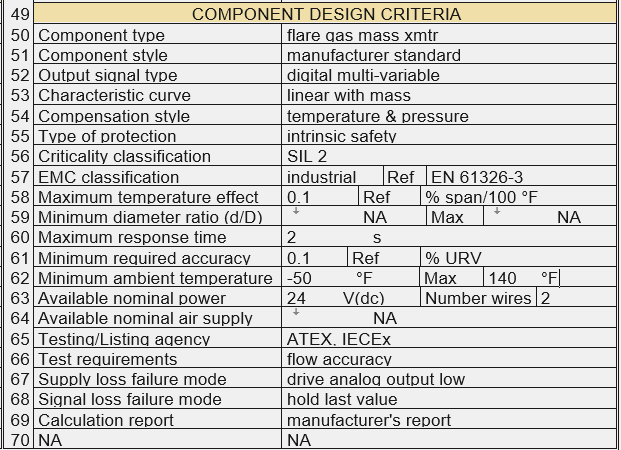 49 COMPONENT DESIGN CRITERIA
50 Component type flare gas mass xmtr
51 Component style manufacturer standard
52 Output signal type digital multi-variable
53 Characteristic curve linear with mass
54 Compensation style temperature & pressure
55 Type of protection intrinsic safety
56 Criticality classification SIL 2
57 EMC classification industrial Ref EN 61326-3
58 Maximum temperature effect 0.1 Ref % span/100 °F
59 Minimum diameter ratio (d/D) NA Max NA
60 Maximum response time 2 s
61 Minimum required accuracy 0.1 Ref % URV
62 Minimum ambient temperature -50 °F Max 140 °F
63 Available nominal power 24 V(dc) Number wires 2
64 Available nominal air supply NA
65 Testing/Listing agency ATEX, IECEx
66 Test requirements flow accuracy
67 Supply loss failure mode drive analog output low
68 Signal loss failure mode hold last value
69 Calculation report manufacturer's report
70 NA NA